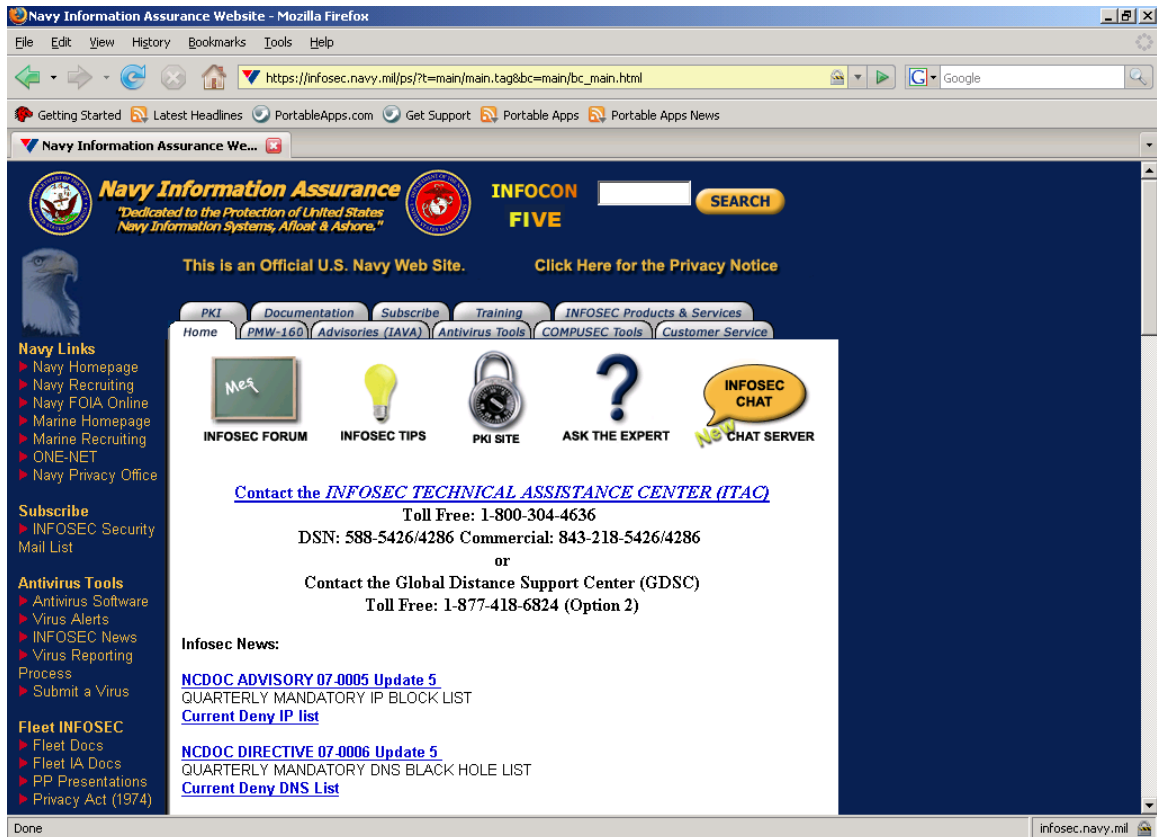 Navy Information Assurance Website - Mozilla Firefox
File Edit View History Bookmarks Tools Help
https://infosec.navy.mil/ps/?t=main/main.tag&bc=main/bc_main.html
G Google
Getting Started Latest Headlines PortableApps.com Get Support Portable Apps Portable Apps News
Navy Information Assurance We...
Navy Information Assurance
"Dedicated to the Protection of United States
Navy Information Systems, Afloat & Ashore."
INFOCON
FIVE
SEARCH
This is an Official U.S. Navy Web Site. Click Here for the Privacy Notice
PKI Documentation Subscribe Training INFOSEC Products & Services
Home PMW-160 Advisories (IAVA) Antivirus Tools COMPUSEC Tools Customer Service
Navy Links
Navy Homepage
Navy Recruiting
Navy FOIA Online
Marine Homepage
Marine Recruiting
ONE-NET
Navy Privacy Office
Subscribe
INFOSEC Security
Mail List
Antivirus Tools
Antivirus Software
Virus Alerts
INFOSEC News
Virus Reporting
Process
Submit a Virus
Fleet INFOSEC
Fleet Docs
Fleet IA Docs
PP Presentations
Privacy Act (1974)
Mes
INFOSEC
CHAT
INFOSEC FORUM INFOSEC TIPS PKI SITE ASK THE EXPERT New CHAT SERVER
Contact the INFOSEC TECHNICAL ASSISTANCE CENTER (ITAC)
Toll Free: 1-800-304-4636
DSN: 588-5426/4286 Commercial: 843-218-5426/4286
or
Contact the Global Distance Support Center (GDSC)
Toll Free: 1-877-418-6824 (Option 2)
Infosec News:
NCDOC ADVISORY 07-0005 Update 5
QUARTERLY MANDATORY IP BLOCK LIST
Current Deny IP list
NCDOC DIRECTIVE 07-0006 Update 5
QUARTERLY MANDATORY DNS BLACK HOLE LIST
Current Deny DNS List
Done infosec.navy.mil